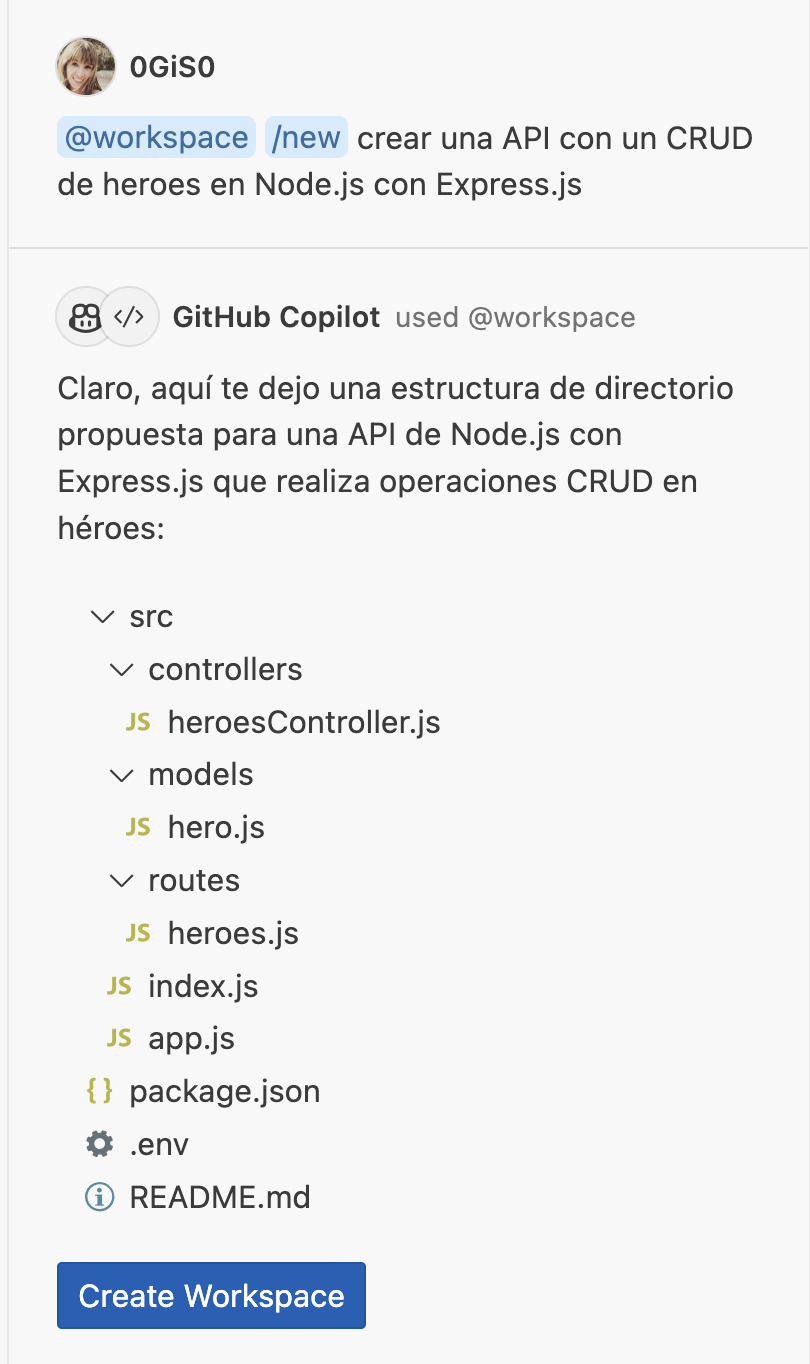 0GiS0
@workspace /new crear una API con un CRUD
de heroes en Node.js con Express.js
GitHub Copilot used @workspace
Claro, aquí te dejo una estructura de directorio
propuesta para una API de Node.js con
Express.js que realiza operaciones CRUD en
héroes:
src
controllers
JS heroesController.js
models
JS hero.js
routes
JS heroes.js
JS index.js
JS app.js
{ } package.json
.env
README.md
Create Workspace